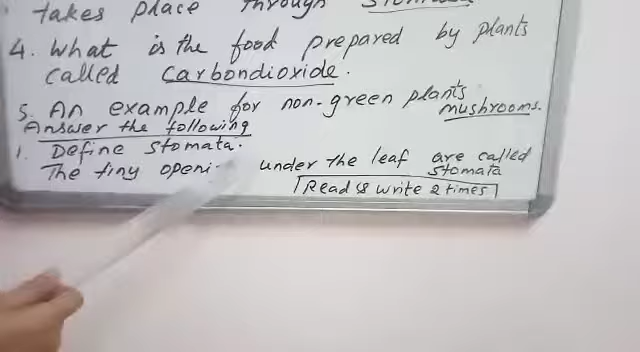 takes place through
4. What is the food prepared by plants
called Carbondioxide.
5. An example for non-green plants
mushrooms.
Answer the following
1. Define stomata.
The tiny openi under the leaf are called
stomata
Read & write 2 times